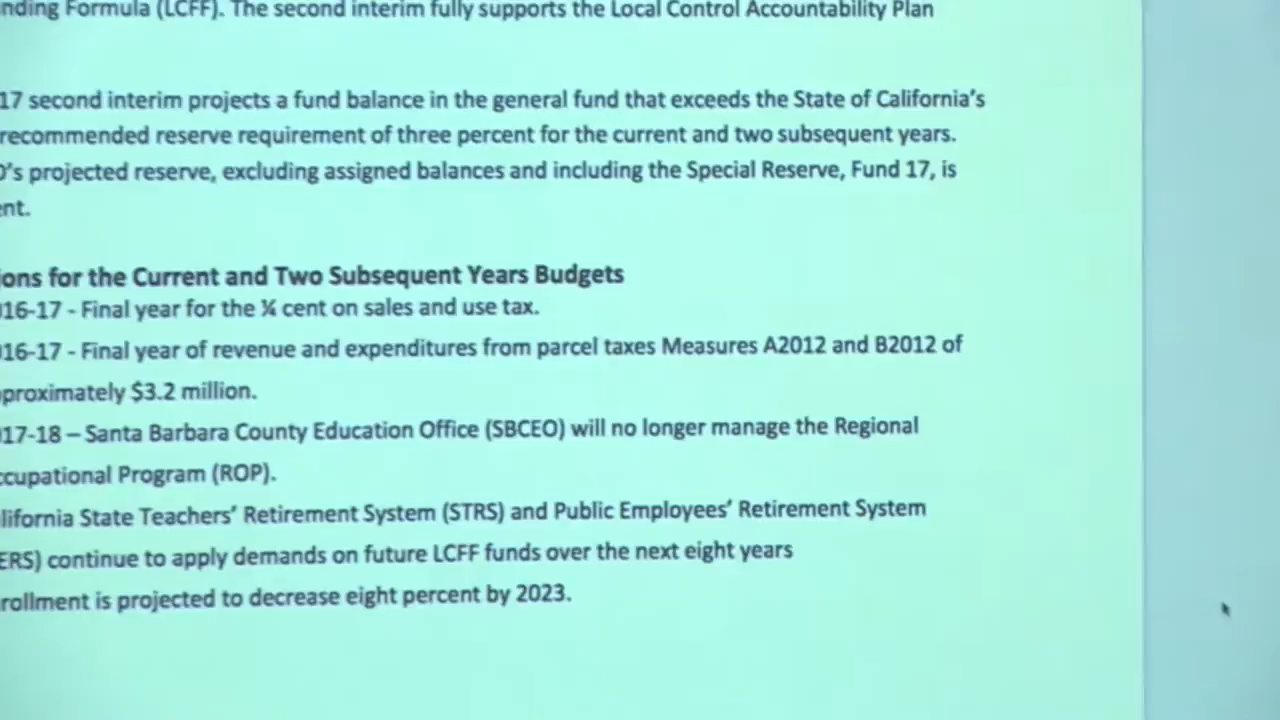 nding Formula (LCFF). The second interim fully supports the Local Control Accountability Plan
17 second interim projects a fund balance in the general fund that exceeds the State of California's
recommended reserve requirement of three percent for the current and two subsequent years.
's projected reserve, excluding assigned balances and including the Special Reserve, Fund 17, is
ent.
ions for the Current and Two Subsequent Years Budgets
16-17 - Final year for the ¼ cent on sales and use tax.
16-17 - Final year of revenue and expenditures from parcel taxes Measures A2012 and B2012 of
proximately $3.2 million.
17-18 – Santa Barbara County Education Office (SBCEO) will no longer manage the Regional
ccupational Program (ROP).
lifornia State Teachers' Retirement System (STRS) and Public Employees' Retirement System
ERS) continue to apply demands on future LCFF funds over the next eight years
rollment is projected to decrease eight percent by 2023.